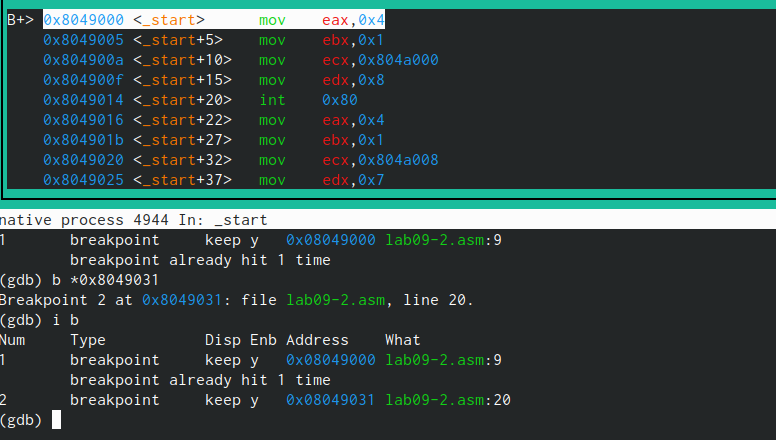 B+> 0x8049000 <_start> mov eax,0x4
0x8049005 <_start+5> mov ebx,0x1
0x804900a <_start+10> mov ecx,0x804a000
0x804900f <_start+15> mov edx,0x8
0x8049014 <_start+20> int 0x80
0x8049016 <_start+22> mov eax,0x4
0x804901b <_start+27> mov ebx,0x1
0x8049020 <_start+32> mov ecx,0x804a008
0x8049025 <_start+37> mov edx,0x7
native process 4944 In: _start
1 breakpoint keep y 0x08049000 lab09-2.asm:9
breakpoint already hit 1 time
(gdb) b *0x8049031
Breakpoint 2 at 0x8049031: file lab09-2.asm, line 20.
(gdb) i b
Num Type Disp Enb Address What
1 breakpoint keep y 0x08049000 lab09-2.asm:9
breakpoint already hit 1 time
2 breakpoint keep y 0x08049031 lab09-2.asm:20
(gdb)